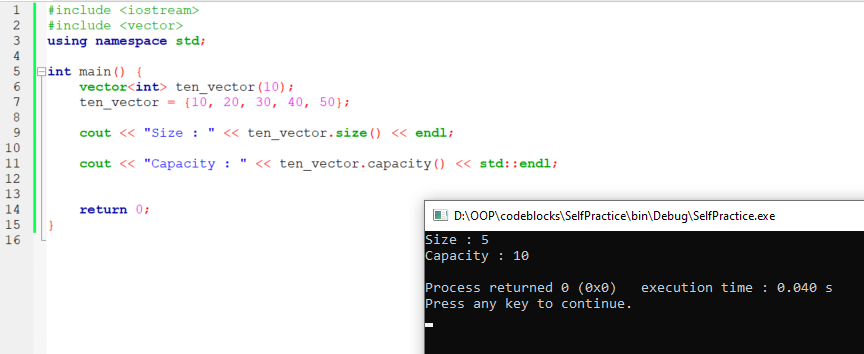 1 #include <iostream>
2 #include <vector>
3 using namespace std;
4
5 int main() {
6 vector<int> ten_vector(10);
7 ten_vector = {10, 20, 30, 40, 50};
8
9 cout << "Size : " << ten_vector.size() << endl;
10
11 cout << "Capacity : " << ten_vector.capacity() << std::endl;
12
13
14 return 0;
15 }
16
D:\OOP\codeblocks\SelfPractice\bin\Debug\SelfPractice.exe
Size : 5
Capacity : 10
Process returned 0 (0x0)   execution time : 0.040 s
Press any key to continue.